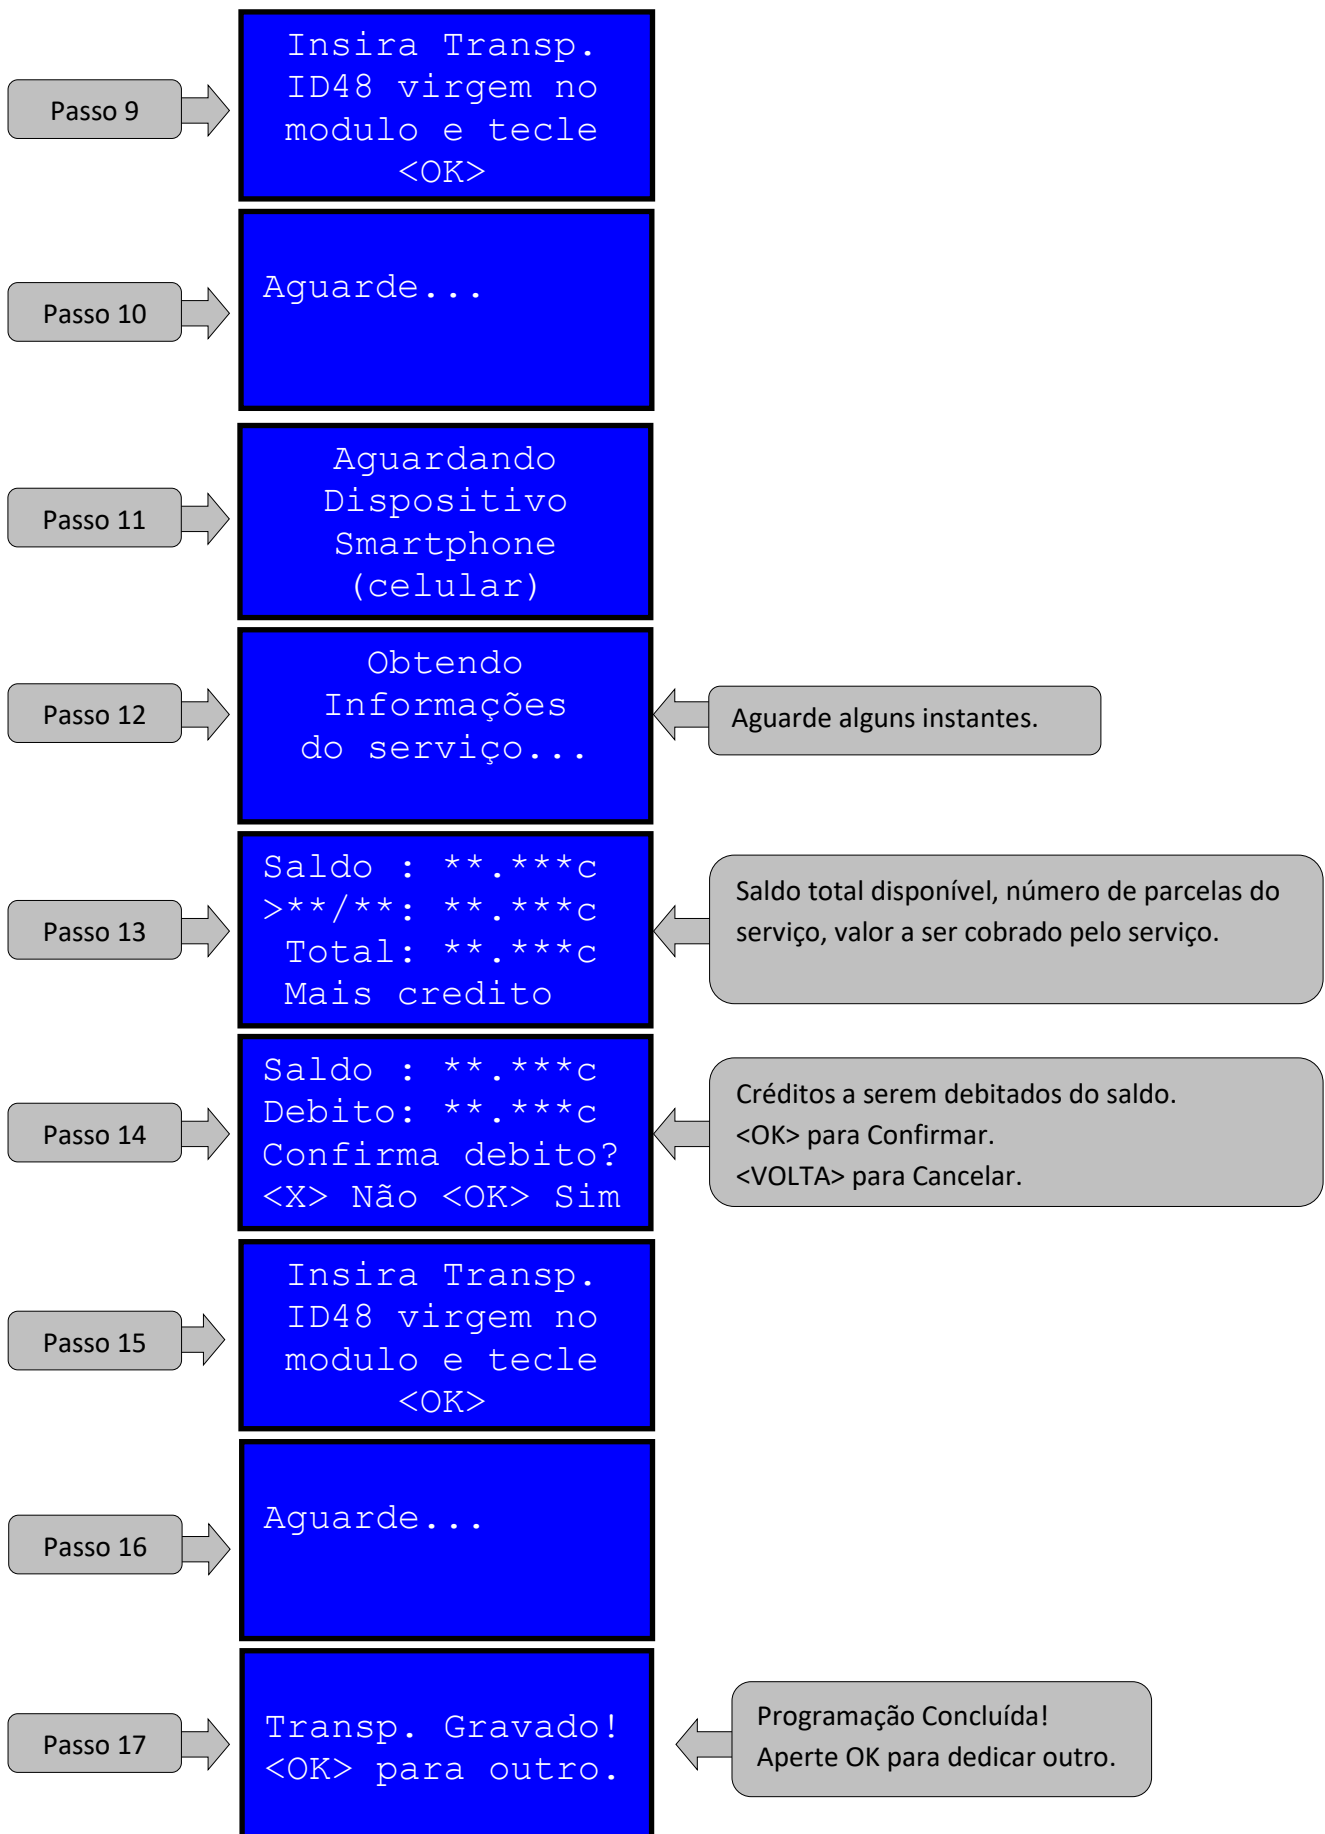 Passo 9
Insira Transp.
ID48 virgem no
modulo e tecle
<OK>
Passo 10
Aguarde...
Passo 11
Aguardando
Dispositivo
Smartphone
(celular)
Passo 12
Obtendo
Informações
do serviço...
Aguarde alguns instantes.
Passo 13
Saldo : **.***c
>**/**: **.***c
Total: **.***c
Mais credito
Saldo total disponível, número de parcelas do
serviço, valor a ser cobrado pelo serviço.
Passo 14
Saldo : **.***c
Debito: **.***c
Confirma debito?
<X> Não <OK> Sim
Créditos a serem debitados do saldo.
<OK> para Confirmar.
<VOLTA> para Cancelar.
Passo 15
Insira Transp.
ID48 virgem no
modulo e tecle
<OK>
Passo 16
Aguarde...
Passo 17
Transp. Gravado!
<OK> para outro.
Programação Concluída!
Aperte OK para dedicar outro.